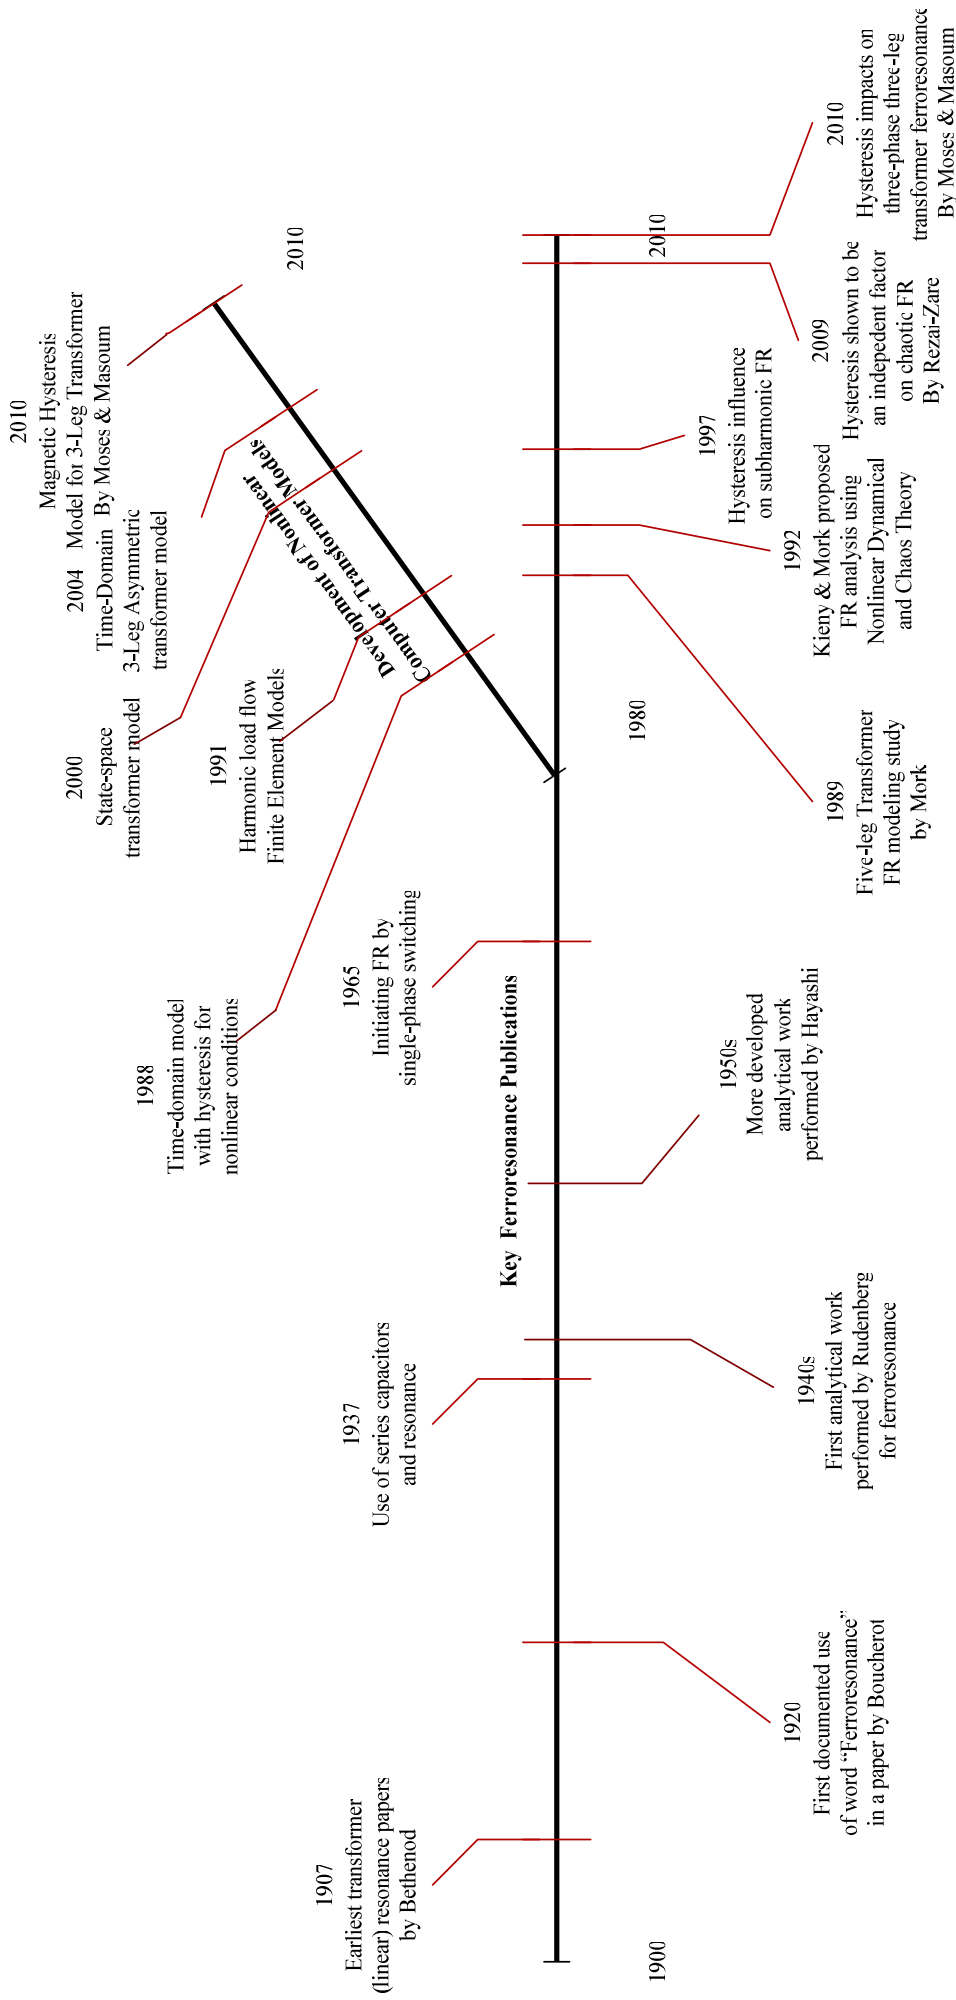 1907
Earliest transformer
(linear) resonance papers
by Bethenod
1937
Use of series capacitors
and resonance
1965
Initiating FR by
single-phase switching
1988
Time-domain model
with hysteresis for
nonlinear conditions
1991
Harmonic load flow
Finite Element Models
2000
State-space
transformer model
2004
Time-Domain
3-Leg Asymmetric
transformer model
2010
Magnetic Hysteresis
Model for 3-Leg Transformer
By Moses & Masoum
Development of Nonlinear
Computer Transformer Models
2010
Key Ferroresonance Publications
1900
1980
2010
1920
First documented use
of word “Ferroresonance”
in a paper by Boucherot
1940s
First analytical work
performed by Rudenberg
for ferroresonance
1950s
More developed
analytical work
performed by Hayashi
1989
Five-leg Transformer
FR modeling study
by Mork
1992
Kieny & Mork proposed
FR analysis using
Nonlinear Dynamical
and Chaos Theory
1997
Hysteresis influence
on subharmonic FR
2009
Hysteresis shown to be
an indepedent factor
on chaotic FR
By Rezai-Zare
2010
Hysteresis impacts on
three-phase three-leg
transformer ferroresonance
By Moses & Masoum